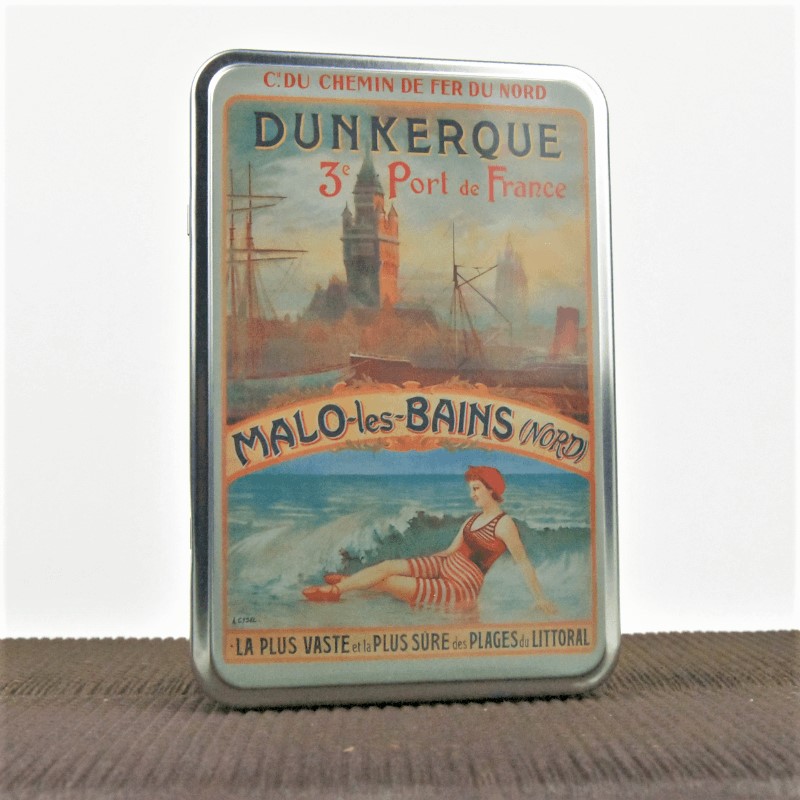 Cie DU CHEMIN DE FER DU NORD
DUNKERQUE
3e Port de France
MALO-les-BAINS (NORD)
·LA PLUS VASTE et la PLUS SÛRE des PLAGES du LITTORAL